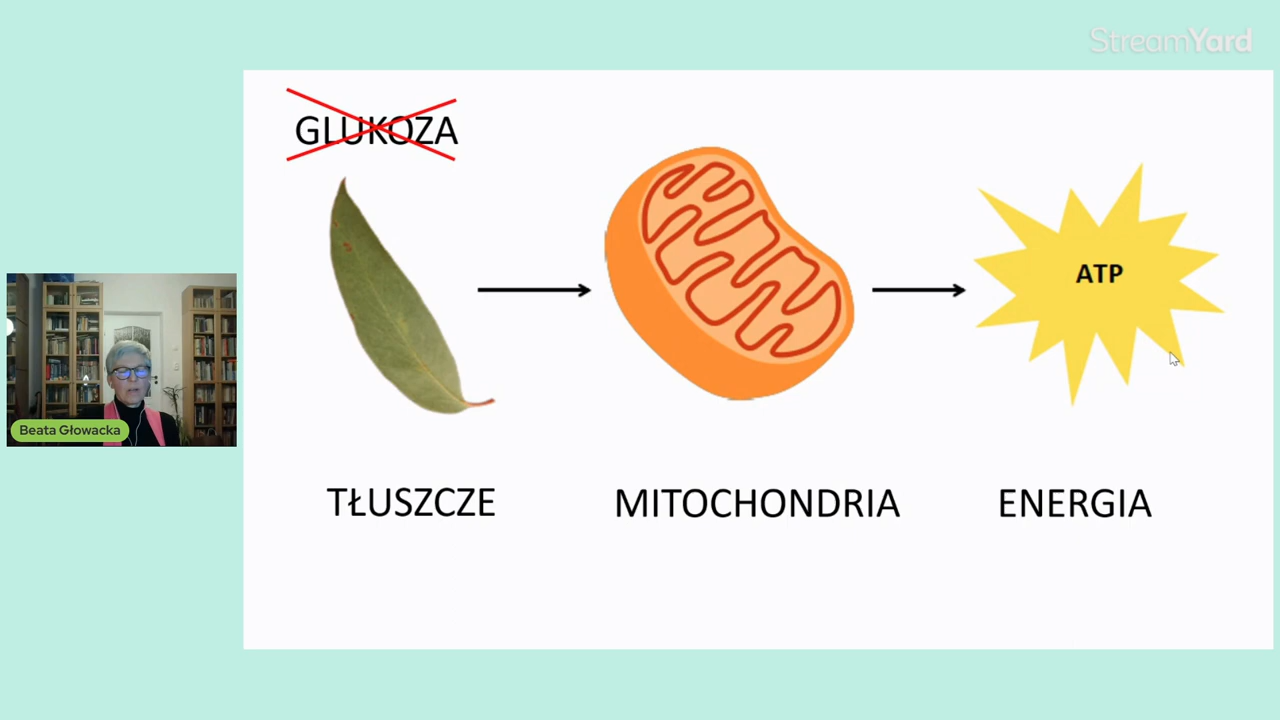 StreamYard
GLUKOZA
ATP
Beata Głowacka
TŁUSZCZE
MITOCHONDRIA
ENERGIA